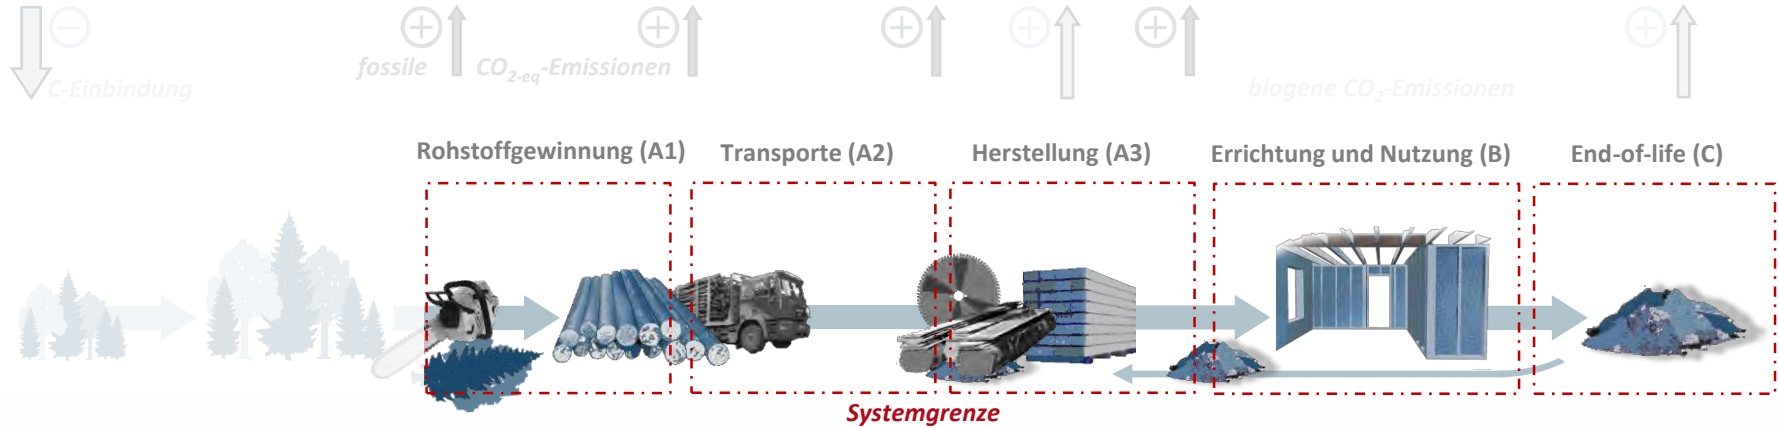 fossile CO2-eq-Emissionen
C-Einbindung
biogene CO2-Emissionen
Rohstoffgewinnung (A1)
Transporte (A2)
Herstellung (A3)
Errichtung und Nutzung (B)
End-of-life (C)
Systemgrenze